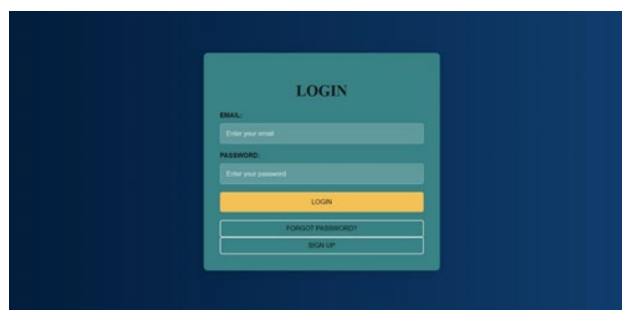 LOGIN
EMAIL:
Enter your email
PASSWORD:
Enter your password
LOGIN
FORGOT PASSWORD?
SIGN UP